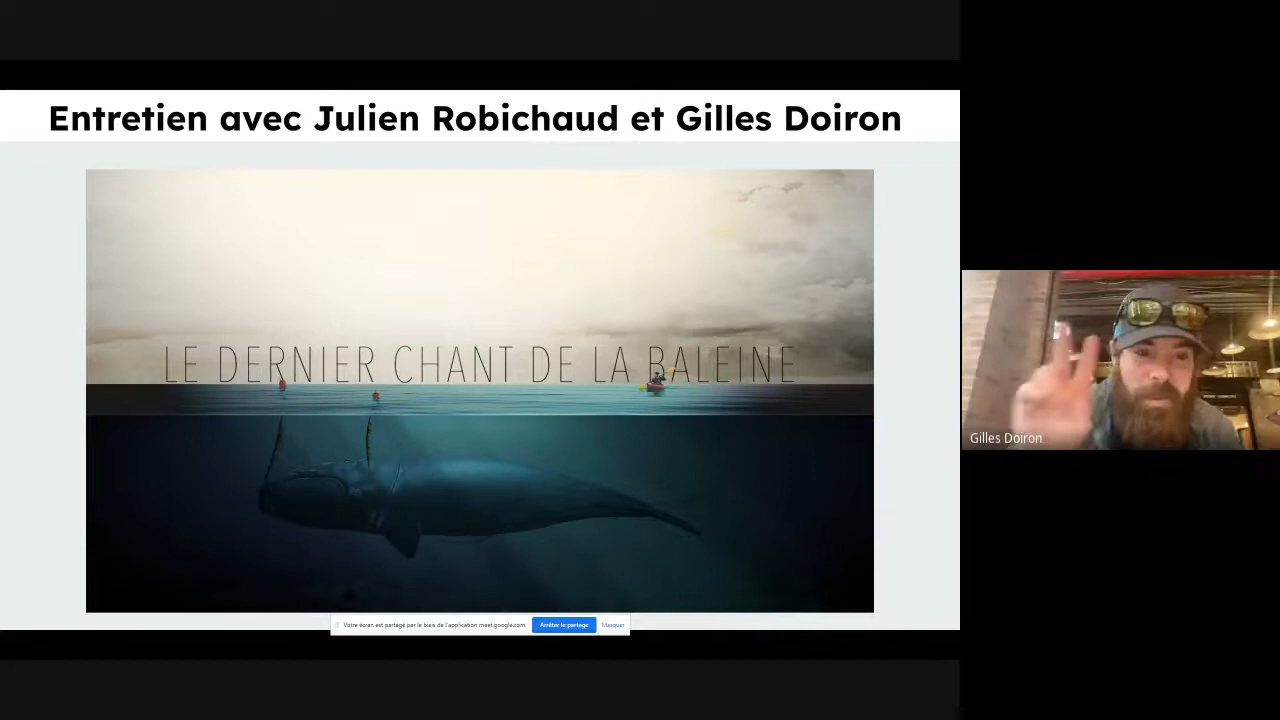 Entretien avec Julien Robichaud et Gilles Doiron
LE DERNIER CHANT DE LA BALEINE
Gilles Doiron
Votre écran est partagé par le biais de l'application meet.google.com.
Arrêter le partage
Masquer